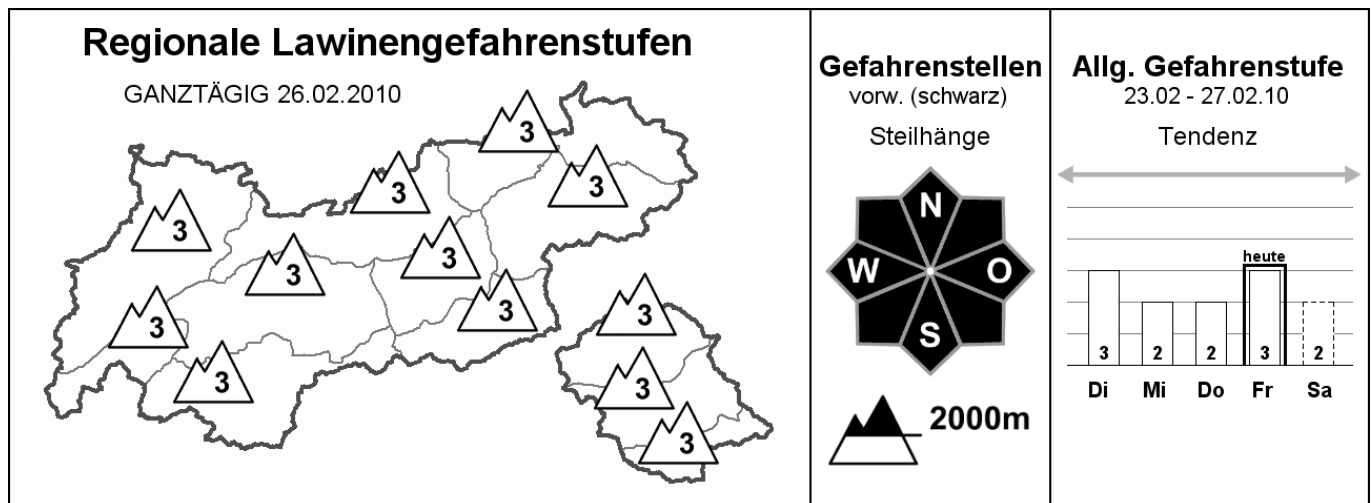 Regionale Lawinengefahrenstufen
GANZTÄGIG 26.02.2010
3
3
3
3
3
3
3
3
3
3
3
3
Gefahrenstellen
vorw. (schwarz)
Steilhänge
N
W O
S
2000m
Allg. Gefahrenstufe
23.02 - 27.02.10
Tendenz
heute
3 2 2 3 2
Di Mi Do Fr Sa